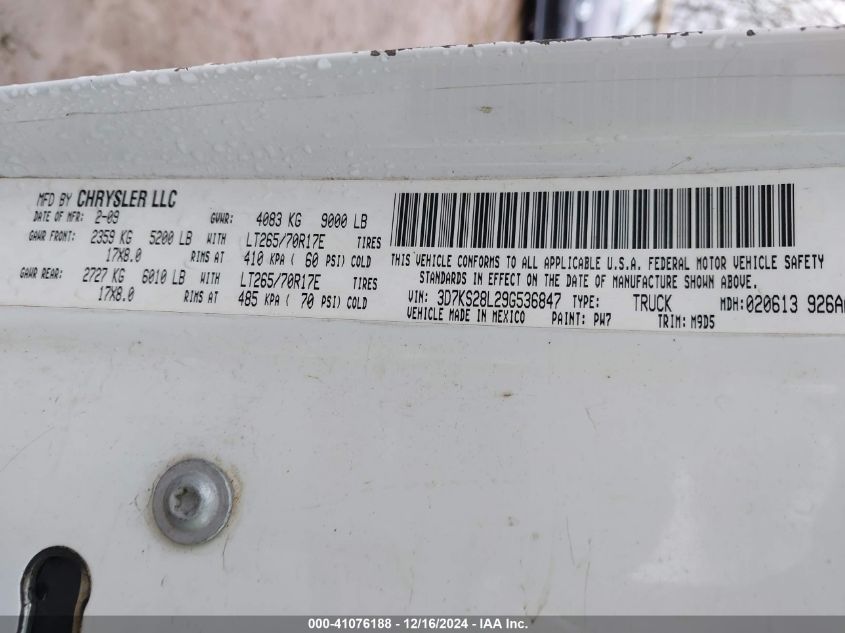 MFD BY CHRYSLER LLC
DATE OF MFR: 2-09 GVWR: 4083 KG 9000 LB
GAWR FRONT: 2359 KG 5200 LB WITH LT265/70R17E TIRES
17X8.0 RIMS AT 410 KPA ( 60 PSI) COLD
GAWR REAR: 2727 KG 6010 LB WITH LT265/70R17E TIRES
17X8.0 RIMS AT 485 KPA ( 70 PSI) COLD
THIS VEHICLE CONFORMS TO ALL APPLICABLE U.S.A. FEDERAL MOTOR VEHICLE SAFETY
STANDARDS IN EFFECT ON THE DATE OF MANUFACTURE SHOWN ABOVE.
VIN: 3D7KS28L29G536847 TYPE: TRUCK MDH:020613 926A
VEHICLE MADE IN MEXICO PAINT: PW7 TRIM: M9D5
000-41076188 - 12/16/2024 - IAA Inc.